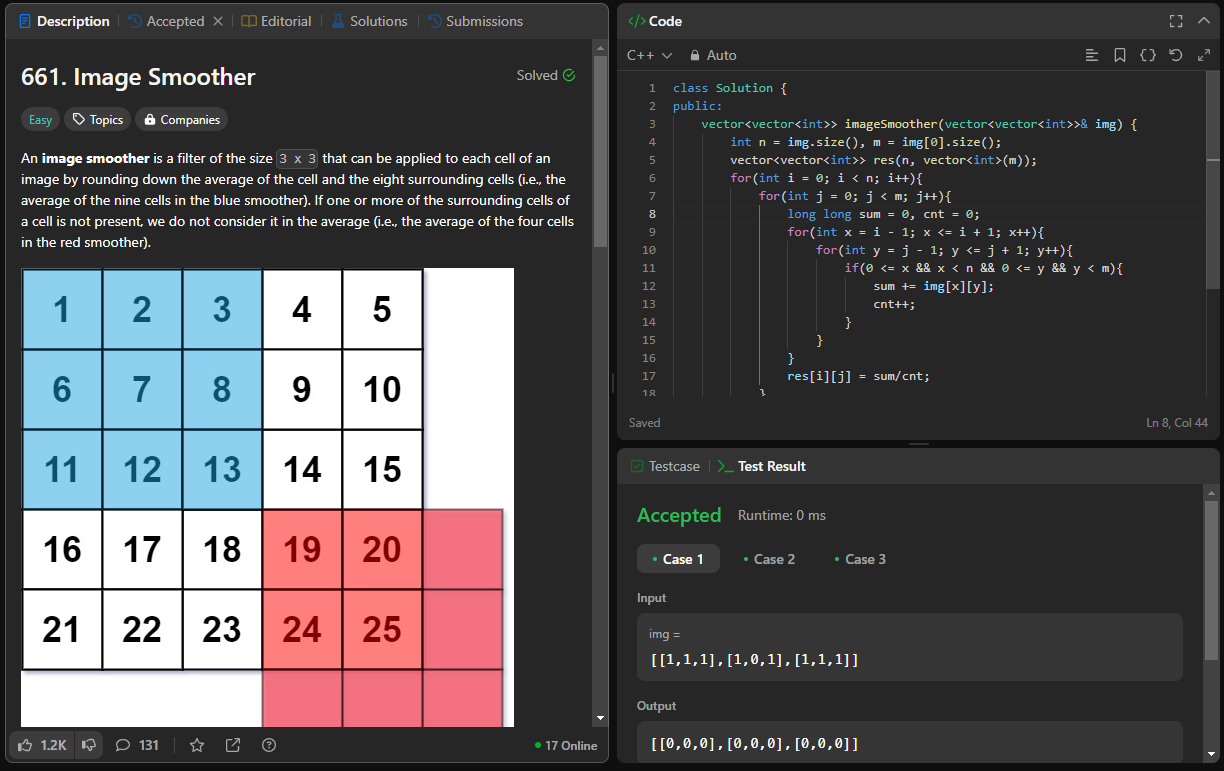 Description
Accepted
Editorial
Solutions
Submissions
661. Image Smoother
Solved
Easy
Topics
Companies
An image smoother is a filter of the size 3 x 3 that can be applied to each cell of an
image by rounding down the average of the cell and the eight surrounding cells (i.e., the
average of the nine cells in the blue smoother). If one or more of the surrounding cells of
a cell is not present, we do not consider it in the average (i.e., the average of the four cells
in the red smoother).
1 2 3 4 5
6 7 8 9 10
11 12 13 14 15
16 17 18 19 20
21 22 23 24 25
1.2K
131
17 Online
</> Code
C++
Auto
1 class Solution {
2 public:
3     vector<vector<int>> imageSmoother(vector<vector<int>>& img) {
4         int n = img.size(), m = img[0].size();
5         vector<vector<int>> res(n, vector<int>(m));
6         for(int i = 0; i < n; i++){
7             for(int j = 0; j < m; j++){
8                 long long sum = 0, cnt = 0;
9                 for(int x = i - 1; x <= i + 1; x++){
10                     for(int y = j - 1; y <= j + 1; y++){
11                         if(0 <= x && x < n && 0 <= y && y < m){
12                             sum += img[x][y];
13                             cnt++;
14                         }
15                     }
16                 }
17                 res[i][j] = sum/cnt;
18             }
Saved
Ln 8, Col 44
Testcase
Test Result
Accepted
Runtime: 0 ms
Case 1
Case 2
Case 3
Input
img =
[[1,1,1],[1,0,1],[1,1,1]]
Output
[[0,0,0],[0,0,0],[0,0,0]]